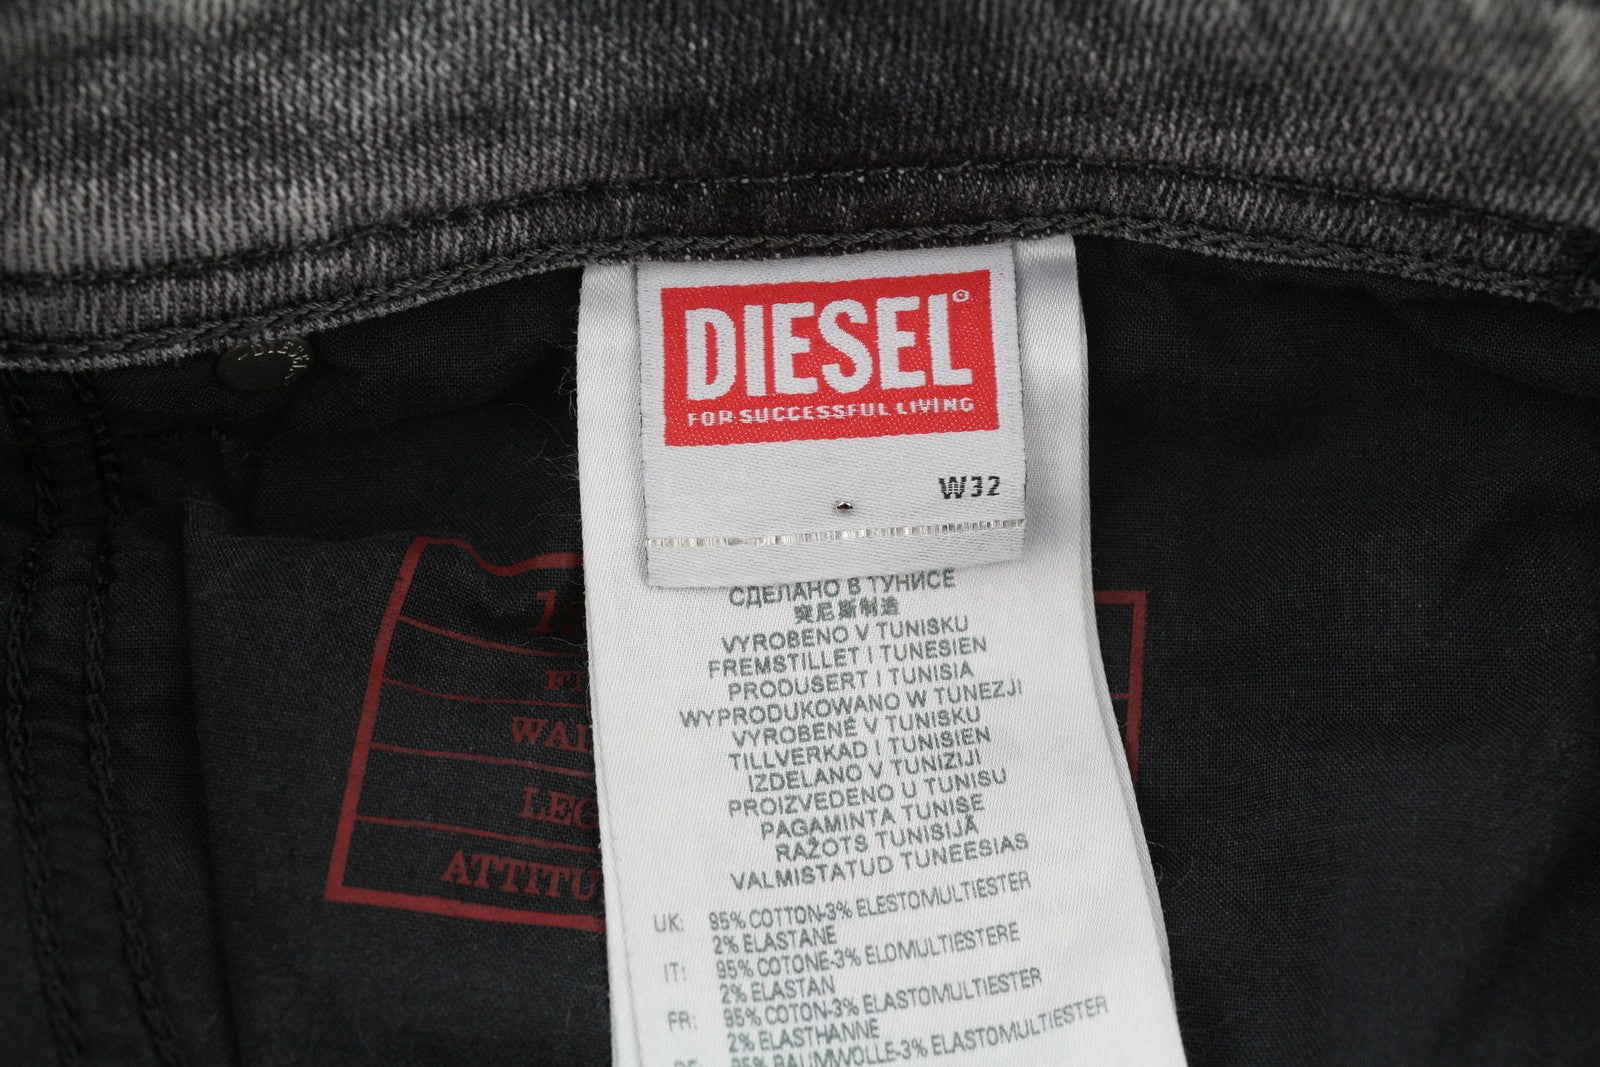 DIESEL®
FOR SUCCESSFUL LIVING
W32
СДЕЛАНО В ТУНИСЕ
突尼斯制造
VYROBENO V TUNISKU
FREMSTILLET I TUNESIEN
PRODUSERT I TUNISIA
WYPRODUKOWANO W TUNEZJI
VYROBENÉ V TUNISKU
TILLVERKAD I TUNISIEN
IZDELANO V TUNIZIJI
PROIZVEDENO U TUNISU
PAGAMINTA TUNISE
RAŽOTS TUNISIJĀ
VALMISTATUD TUNEESIAS
UK: 95% COTTON-3% ELESTOMULTIESTER
2% ELASTANE
IT: 95% COTONE-3% ELOMULTIESTERE
2% ELASTAN
FR: 95% COTON-3% ELASTOMULTIESTER
2% ELASTHANNE
95% BAUMWOLLE-3% ELASTOMULTIESTER
WAI
LEG
ATTITU